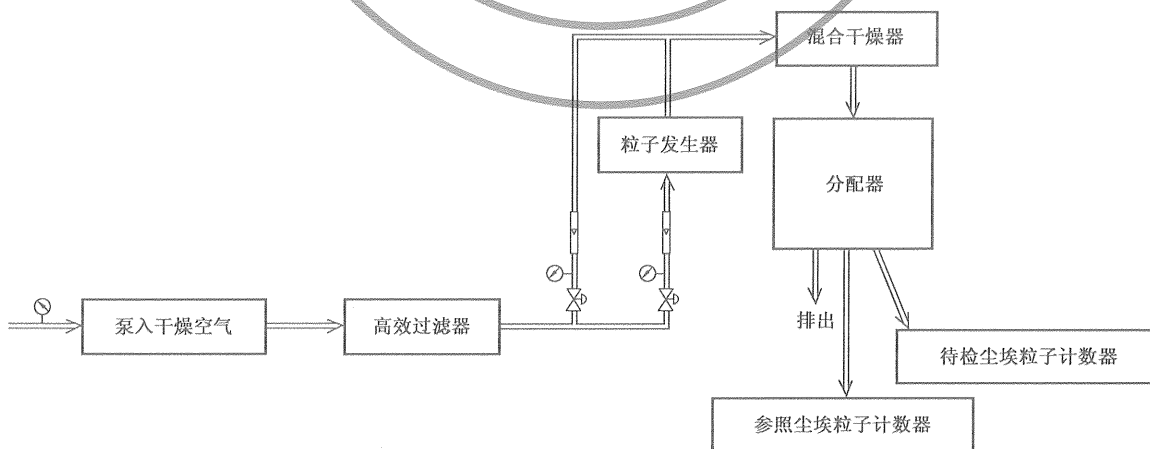 混合干燥器
粒子发生器
分配器
泵入干燥空气
高效过滤器
排出
待检尘埃粒子计数器
参照尘埃粒子计数器